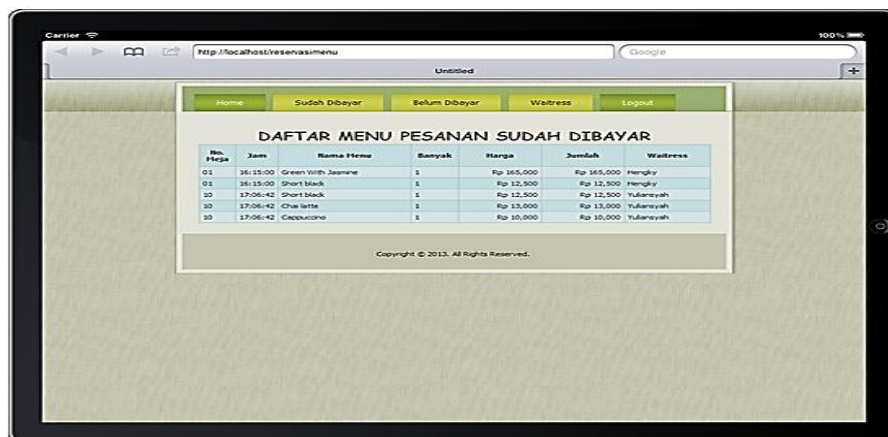 Carrier 100%
http://localhost/reservasimenu Google
Untitled
Home Sudah Dibayar Belum Dibayar Waitress Logout
DAFTAR MENU PESANAN SUDAH DIBAYAR
No. Meja Jam Nama Menu Banyak Harga Jumlah Waitress
01 16:15:00 Green With Jasmine 1 Rp 165,000 Rp 165,000 Hengky
01 16:15:00 Short black 1 Rp 12,500 Rp 12,500 Hengky
10 17:06:42 Short black 1 Rp 12,500 Rp 12,500 Yuliansyah
10 17:06:42 Chai latte 1 Rp 13,000 Rp 13,000 Yuliansyah
10 17:06:42 Cappucono 1 Rp 10,000 Rp 10,000 Yuliansyah
Copyright © 2013. All Rights Reserved.